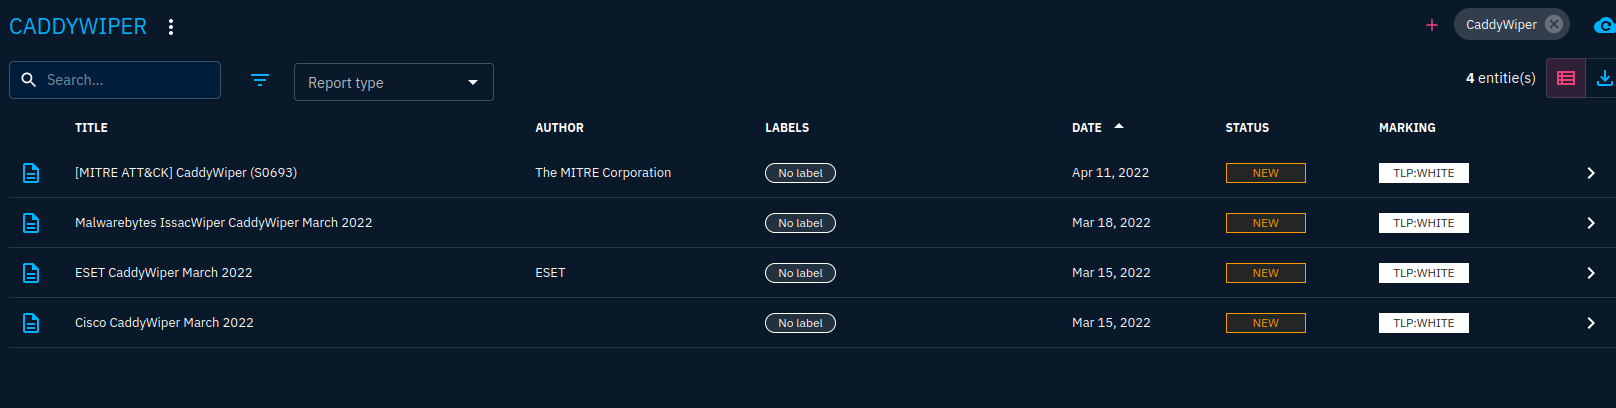 CADDYWIPER CaddyWiper
Search... Report type 4 entitie(s)
TITLE AUTHOR LABELS DATE STATUS MARKING
[MITRE ATT&CK] CaddyWiper (S0693) The MITRE Corporation No label Apr 11, 2022 NEW TLP:WHITE
Malwarebytes IssacWiper CaddyWiper March 2022 No label Mar 18, 2022 NEW TLP:WHITE
ESET CaddyWiper March 2022 ESET No label Mar 15, 2022 NEW TLP:WHITE
Cisco CaddyWiper March 2022 No label Mar 15, 2022 NEW TLP:WHITE